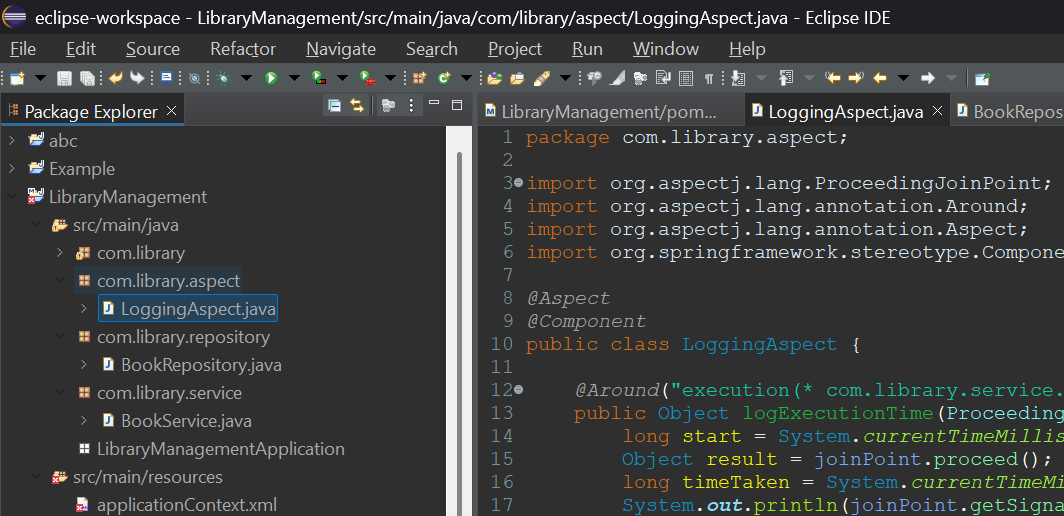 eclipse-workspace - LibraryManagement/src/main/java/com/library/aspect/LoggingAspect.java - Eclipse IDE
File Edit Source Refactor Navigate Search Project Run Window Help
Package Explorer
abc
Example
LibraryManagement
src/main/java
com.library
com.library.aspect
LoggingAspect.java
com.library.repository
BookRepository.java
com.library.service
BookService.java
LibraryManagementApplication
src/main/resources
applicationContext.xml
LibraryManagement/pom... LoggingAspect.java BookRepos
1 package com.library.aspect;
2
3 import org.aspectj.lang.ProceedingJoinPoint;
4 import org.aspectj.lang.annotation.Around;
5 import org.aspectj.lang.annotation.Aspect;
6 import org.springframework.stereotype.Compone
7
8 @Aspect
9 @Component
10 public class LoggingAspect {
11
12 @Around("execution(* com.library.service.
13 public Object logExecutionTime(Proceeding
14 long start = System.currentTimeMillis
15 Object result = joinPoint.proceed();
16 long timeTaken = System.currentTimeMi
17 System.out.println(joinPoint.getSigna